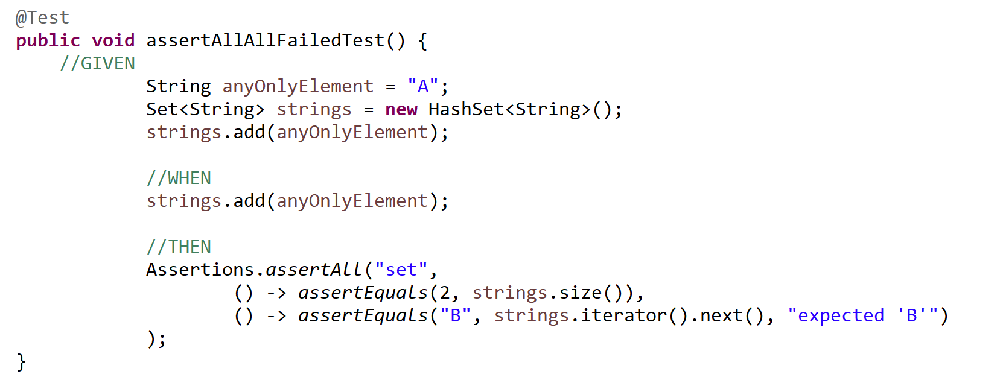 @Test
public void assertAllAllFailedTest() {
//GIVEN
String anyOnlyElement = "A";
Set<String> strings = new HashSet<String>();
strings.add(anyOnlyElement);
//WHEN
strings.add(anyOnlyElement);
//THEN
Assertions.assertAll("set",
() -> assertEquals(2, strings.size()),
() -> assertEquals("B", strings.iterator().next(), "expected 'B'")
);
}